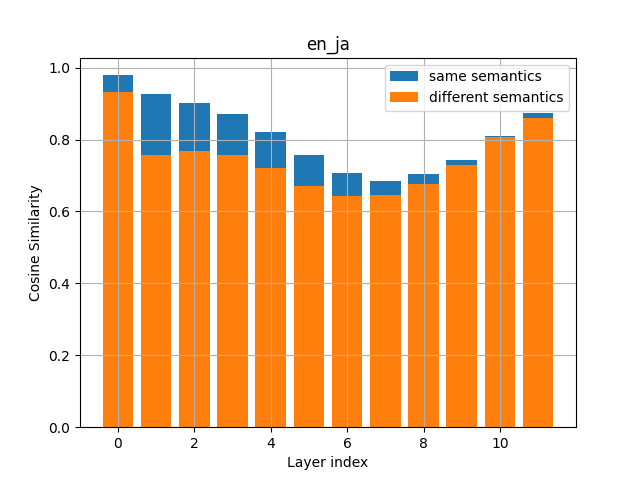 en_ja
same semantics
different semantics
Cosine Similarity
1.0
0.8
0.6
0.4
0.2
0.0
0 2 4 6 8 10
Layer index